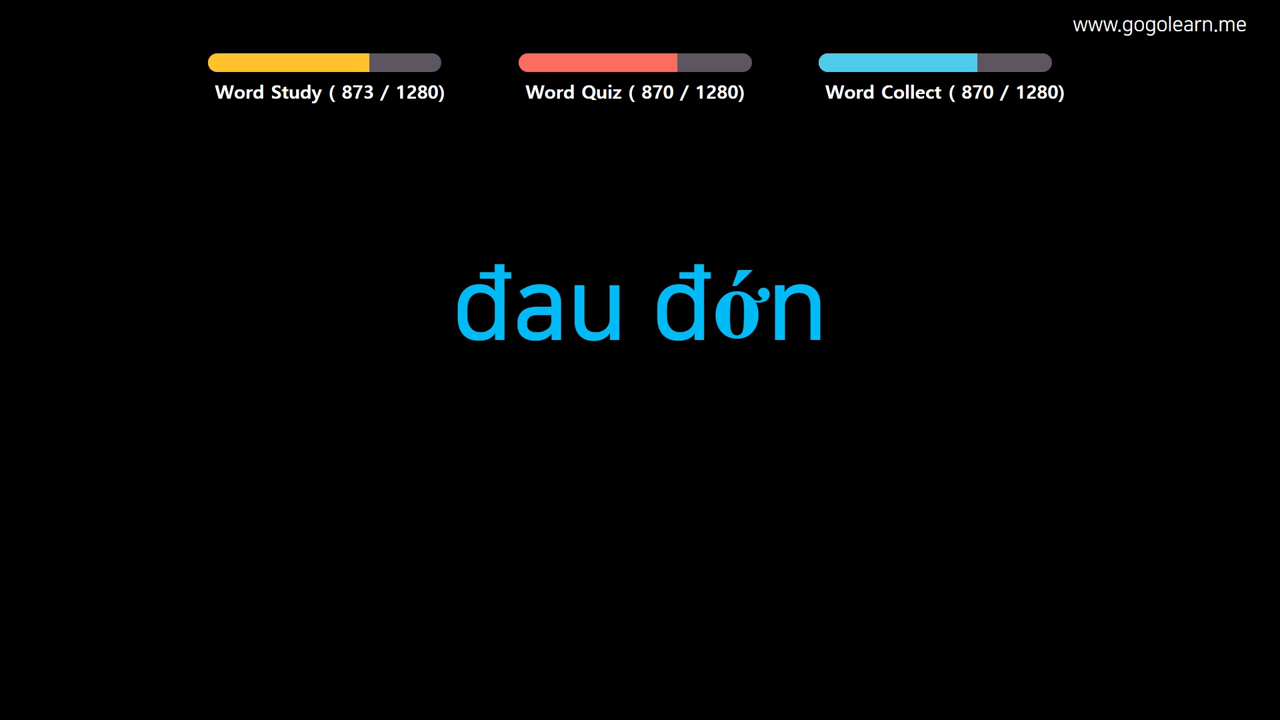 www.gogolearn.me
Word Study ( 873 / 1280)
Word Quiz ( 870 / 1280)
Word Collect ( 870 / 1280)
đau đớn